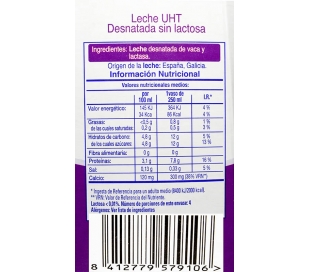 Leche UHT
Desnatada sin lactosa
Ingredientes: Leche desnatada de vaca y
lactasa.
Origen de la leche: España, Galicia.
Información Nutricional
Valores nutricionales medios:
por 100 ml 1 vaso de 250 ml I.R.*
Valor energético: 145 KJ 364 KJ 4 %
34 Kcal 86 Kcal 4 %
Grasas: <0,5 g 0,8 g 1 %
de las cuales saturadas: 0,2 g 0,5 g 3 %
Hidratos de carbono: 4,8 g 12 g 5 %
de los cuales azúcares: 4,8 g 12 g 13 %
Fibra alimentaria: 0 g 0 g
Proteínas: 3,1 g 7,8 g 16 %
Sal: 0,13 g 0,33 g 5 %
Calcio: 120 mg 300 mg (38% VRN**)
* Ingesta de Referencia para un adulto medio (8400 kJ/2000 kcal).
** VRN: Valor de Referencia del Nutriente.
Lactosa < 0,01%. Número de porciones de este envase: 4
Alérgenos: Ver lista de ingredientes
8 412779 579106 >